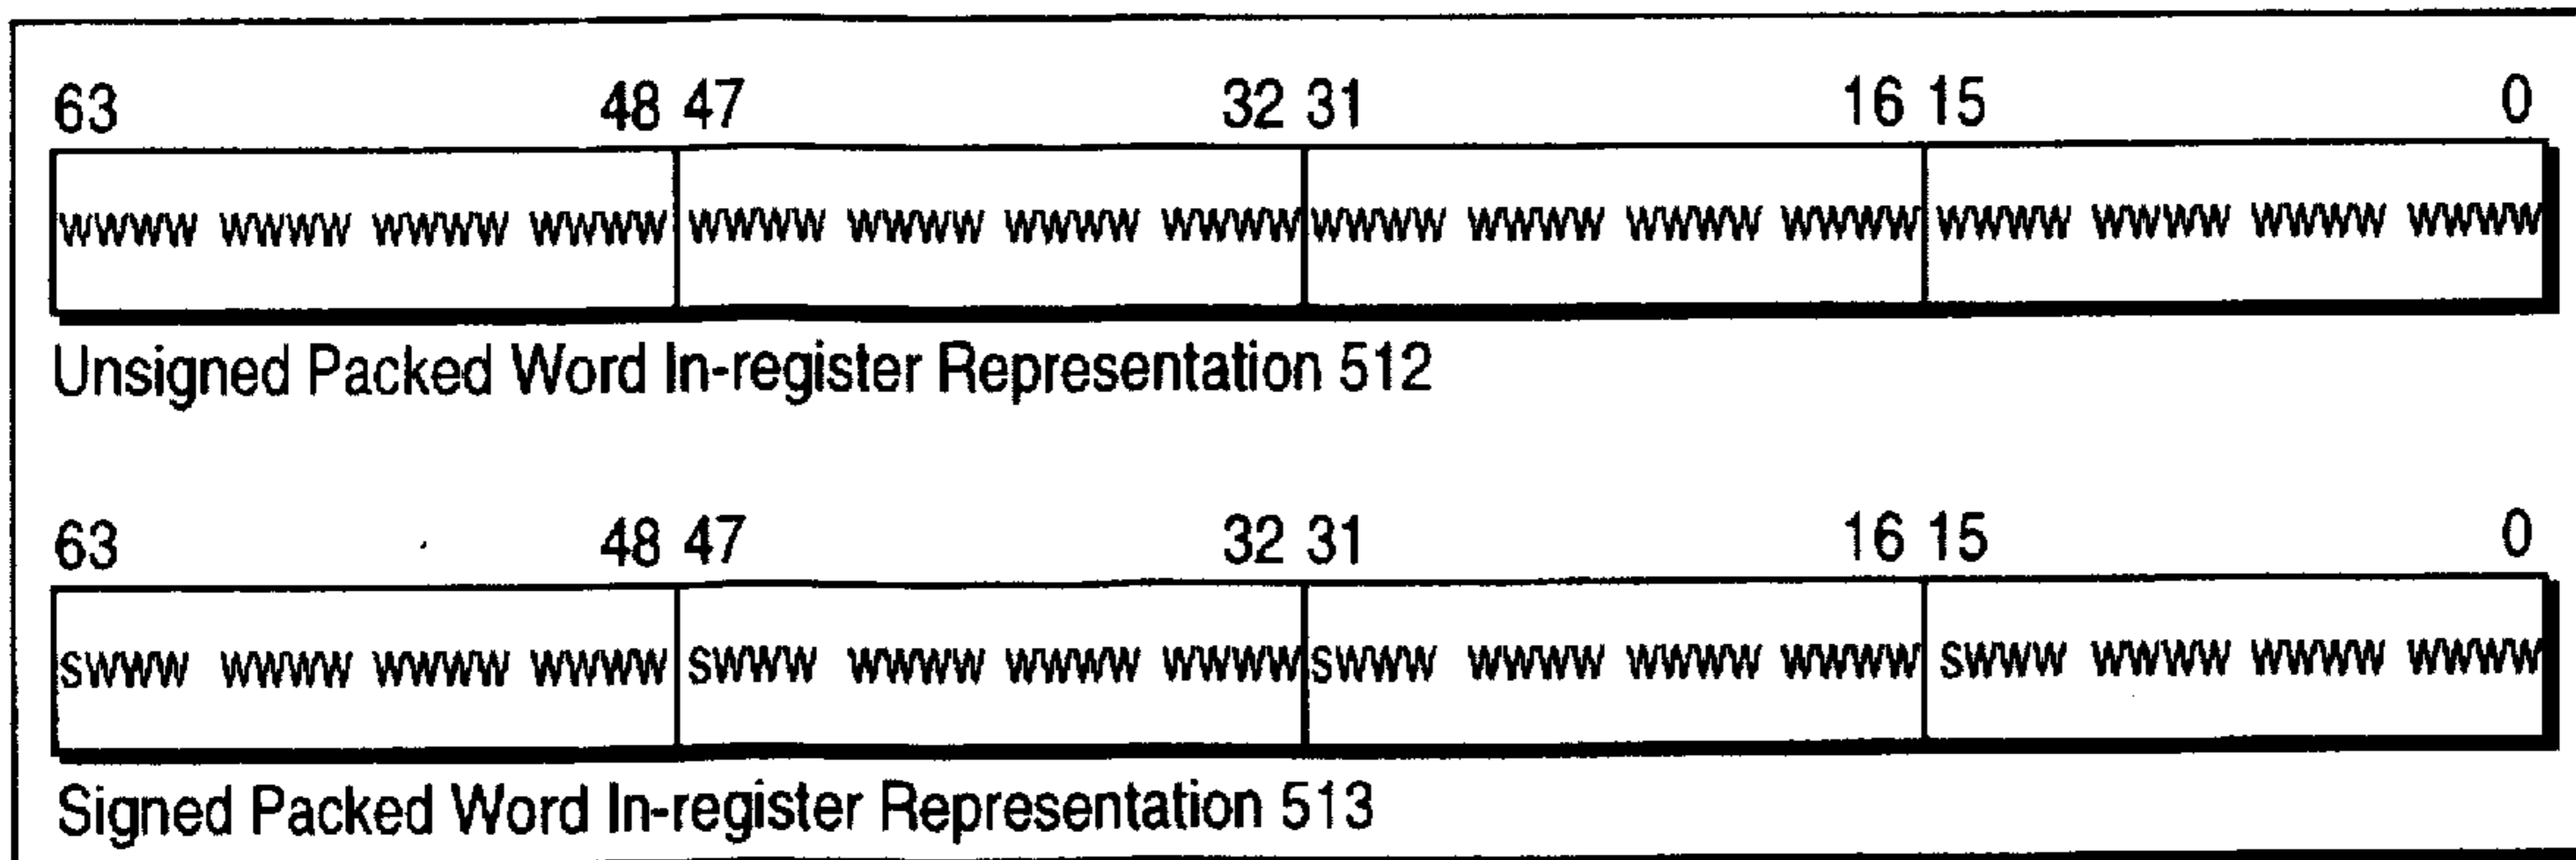 63 48 47 32 31 16 15 0
wwww wwww wwww wwww wwww wwww wwww wwww wwww wwww wwww wwww wwww wwww wwww wwww
Unsigned Packed Word In-register Representation 512
63 48 47 32 31 16 15 0
swww wwww wwww wwww swww wwww wwww wwww swww wwww wwww wwww swww wwww wwww wwww
Signed Packed Word In-register Representation 513